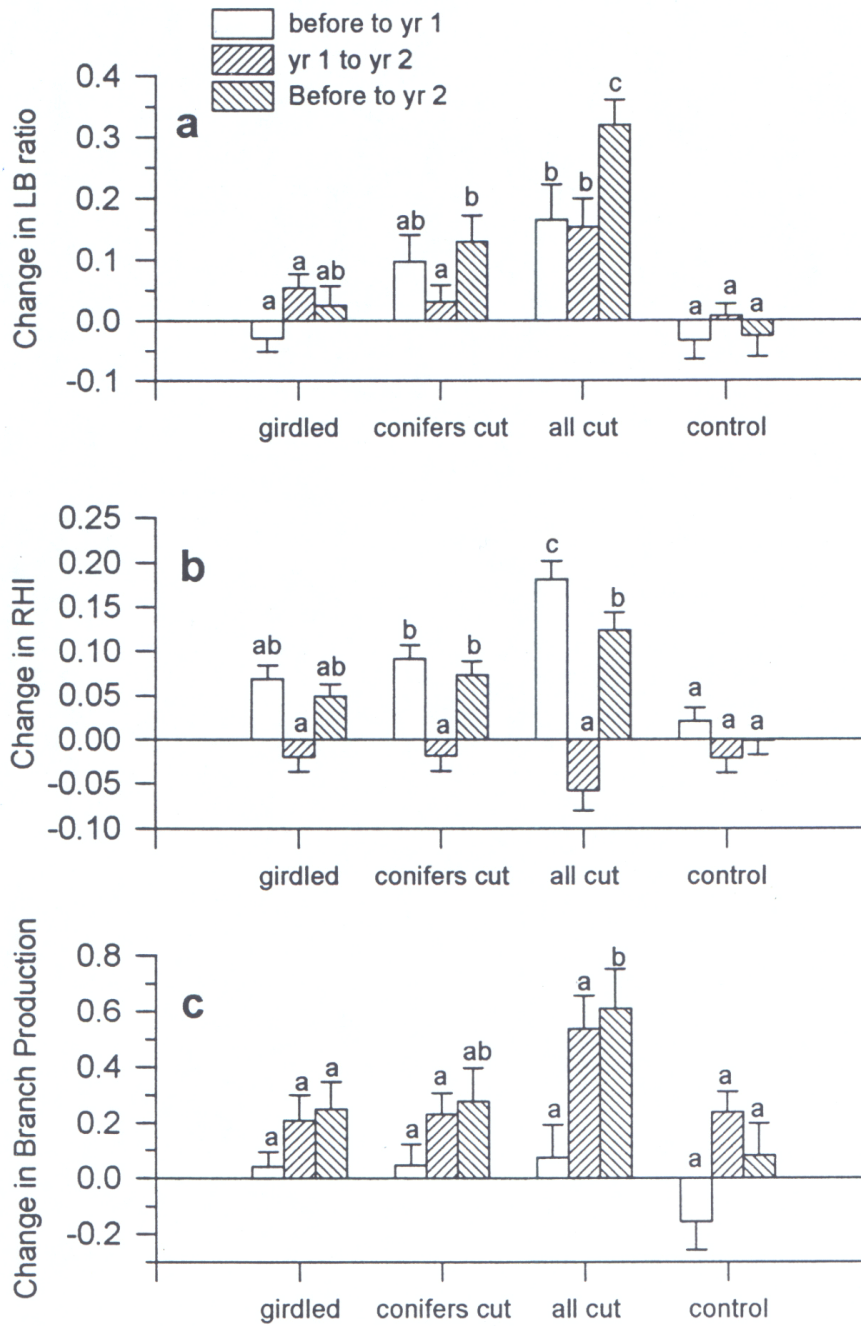 before to yr 1
yr 1 to yr 2
Before to yr 2
a
Change in LB ratio
0.4
0.3
0.2
0.1
0.0
-0.1
a a ab
ab a b
b b c
a a a
girdled conifers cut all cut control
b
Change in RHI
0.25
0.20
0.15
0.10
0.05
0.00
-0.05
-0.10
ab a ab
b a b
c a b
a a a
girdled conifers cut all cut control
c
Change in Branch Production
0.8
0.6
0.4
0.2
0.0
-0.2
a a a
a a ab
a a b
a a a
girdled conifers cut all cut control